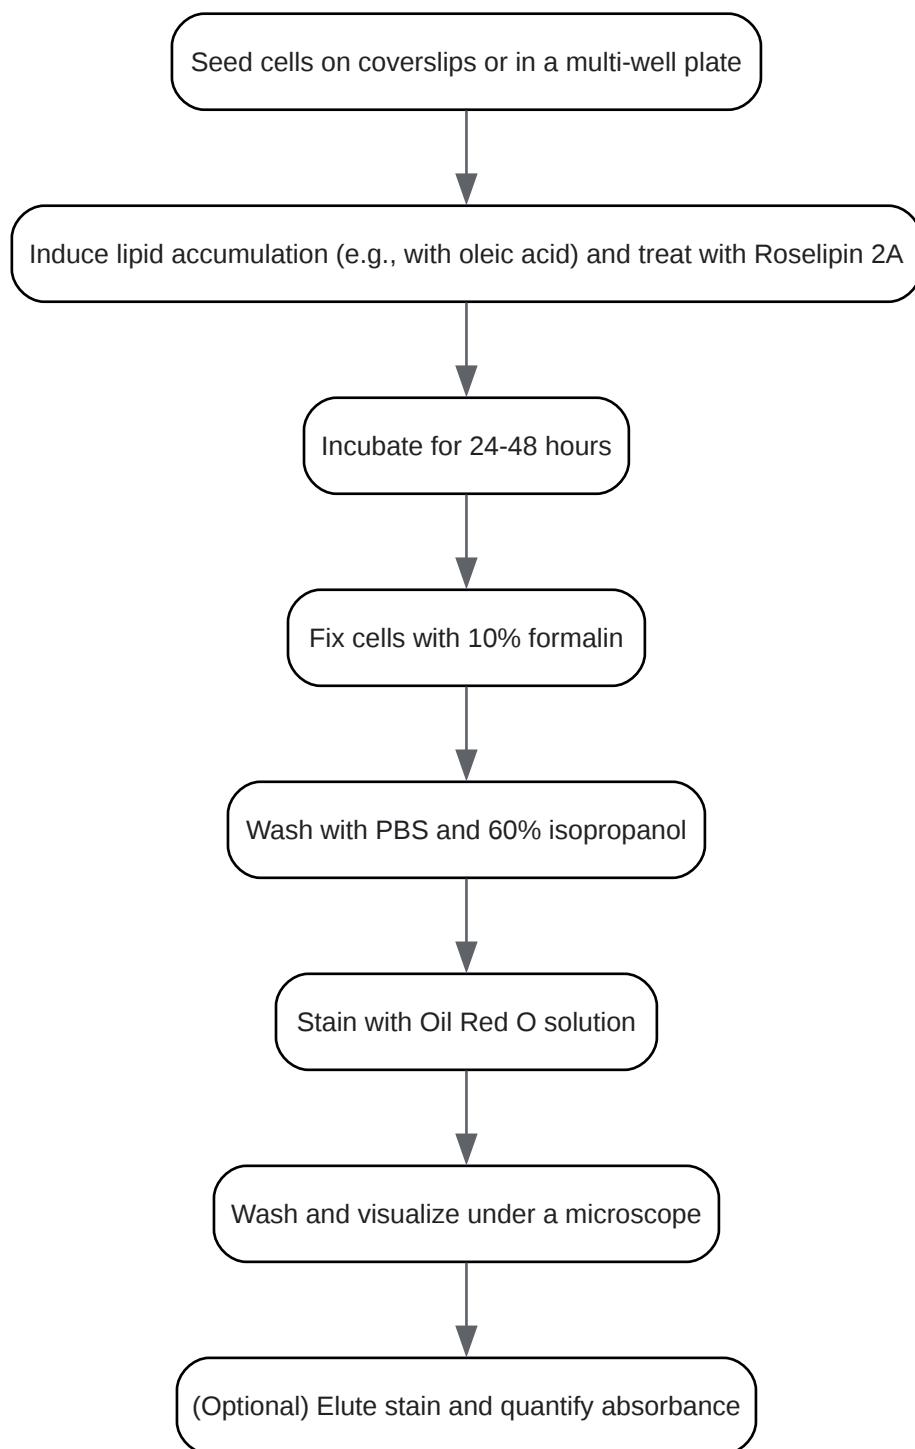 Seed cells on coverslips or in a multi-well plate
Induce lipid accumulation (e.g., with oleic acid) and treat with Roselipin 2A
Incubate for 24-48 hours
Fix cells with 10% formalin
Wash with PBS and 60% isopropanol
Stain with Oil Red O solution
Wash and visualize under a microscope
(Optional) Elute stain and quantify absorbance